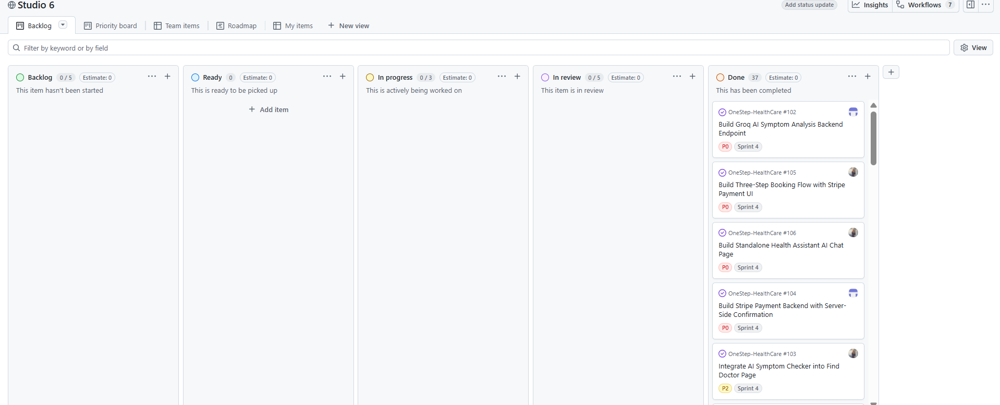 Studio 6
Add status update
Insights
Workflows 7
Backlog
Priority board
Team items
Roadmap
My items
New view
Filter by keyword or by field
View
Backlog 0 / 5 Estimate: 0
This item hasn't been started
Ready 0 Estimate: 0
This is ready to be picked up
+ Add item
In progress 0 / 3 Estimate: 0
This is actively being worked on
In review 0 / 5 Estimate: 0
This item is in review
Done 37 Estimate: 0
This has been completed
OneStep-HealthCare #102
Build Groq AI Symptom Analysis Backend
Endpoint
P0 Sprint 4
OneStep-HealthCare #105
Build Three-Step Booking Flow with Stripe
Payment UI
P0 Sprint 4
OneStep-HealthCare #106
Build Standalone Health Assistant AI Chat
Page
P0 Sprint 4
OneStep-HealthCare #104
Build Stripe Payment Backend with Server-
Side Confirmation
P0 Sprint 4
OneStep-HealthCare #103
Integrate AI Symptom Checker into Find
Doctor Page
P2 Sprint 4